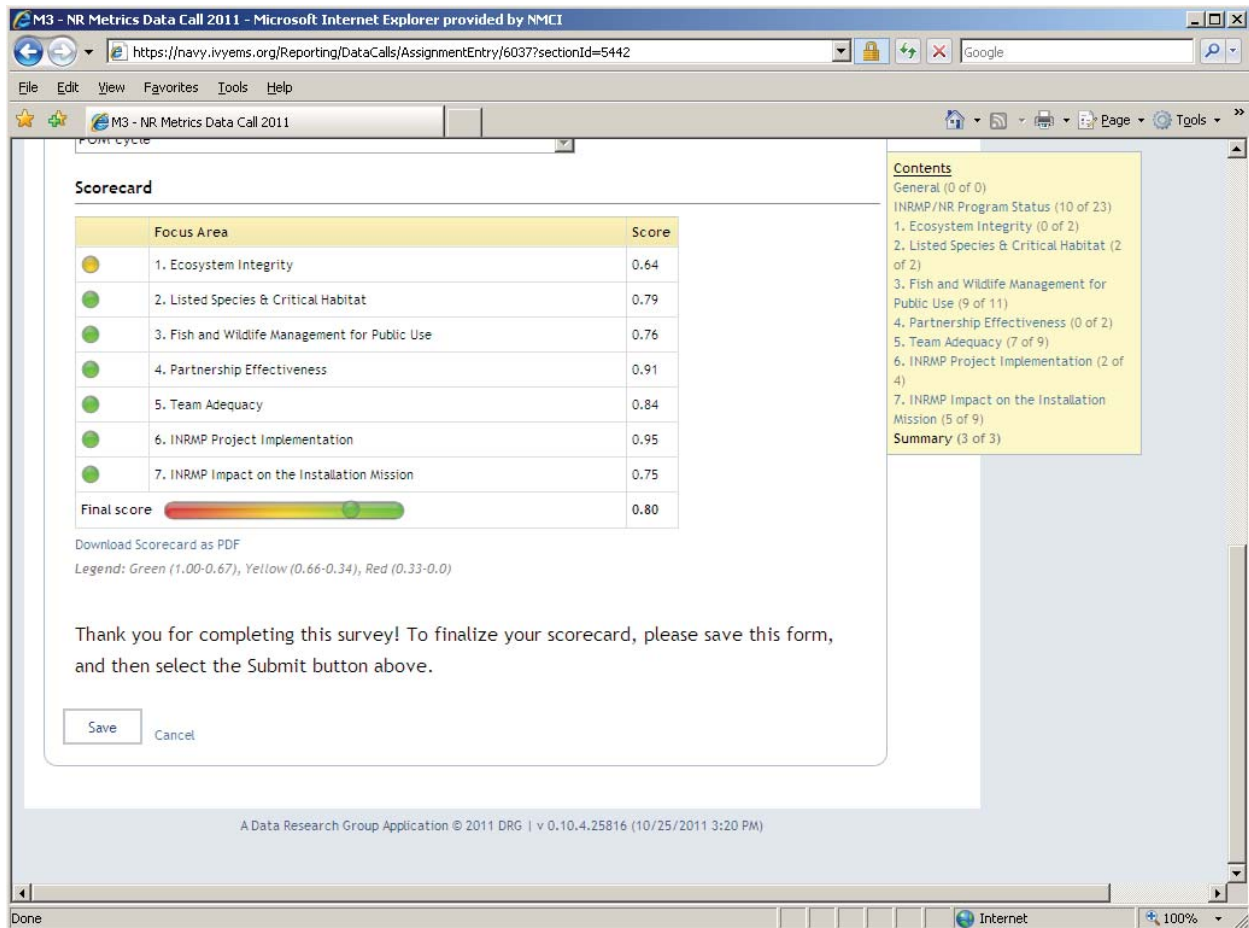 M3 - NR Metrics Data Call 2011 - Microsoft Internet Explorer provided by NMCI
https://navy.ivyems.org/Reporting/DataCalls/AssignmentEntry/6037?sectionId=5442
Google
File Edit View Favorites Tools Help
M3 - NR Metrics Data Call 2011
Page Tools
POM cycle
Scorecard
Focus Area Score
1. Ecosystem Integrity 0.64
2. Listed Species & Critical Habitat 0.79
3. Fish and Wildlife Management for Public Use 0.76
4. Partnership Effectiveness 0.91
5. Team Adequacy 0.84
6. INRMP Project Implementation 0.95
7. INRMP Impact on the Installation Mission 0.75
Final score 0.80
Download Scorecard as PDF
Legend: Green (1.00-0.67), Yellow (0.66-0.34), Red (0.33-0.0)
Thank you for completing this survey! To finalize your scorecard, please save this form,
and then select the Submit button above.
Save Cancel
Contents
General (0 of 0)
INRMP/NR Program Status (10 of 23)
1. Ecosystem Integrity (0 of 2)
2. Listed Species & Critical Habitat (2
of 2)
3. Fish and Wildlife Management for
Public Use (9 of 11)
4. Partnership Effectiveness (0 of 2)
5. Team Adequacy (7 of 9)
6. INRMP Project Implementation (2 of
4)
7. INRMP Impact on the Installation
Mission (5 of 9)
Summary (3 of 3)
A Data Research Group Application © 2011 DRG | v 0.10.4.25816 (10/25/2011 3:20 PM)
Done Internet 100%